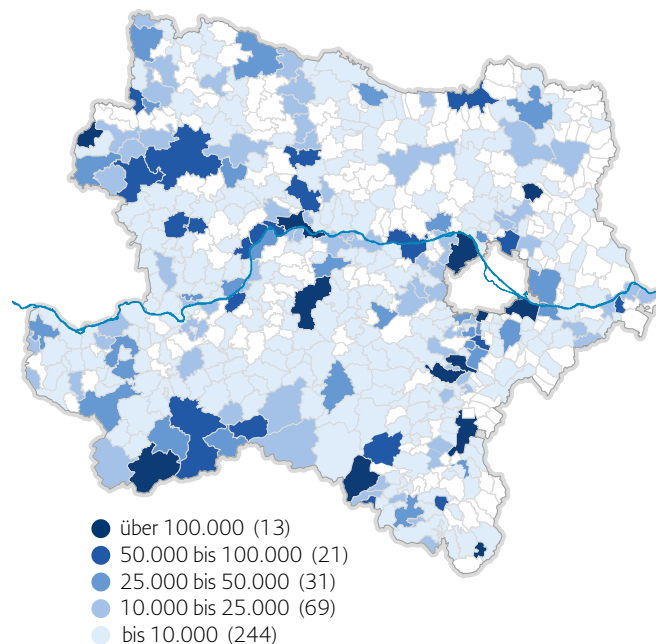 über 100.000 (13)
50.000 bis 100.000 (21)
25.000 bis 50.000 (31)
10.000 bis 25.000 (69)
bis 10.000 (244)